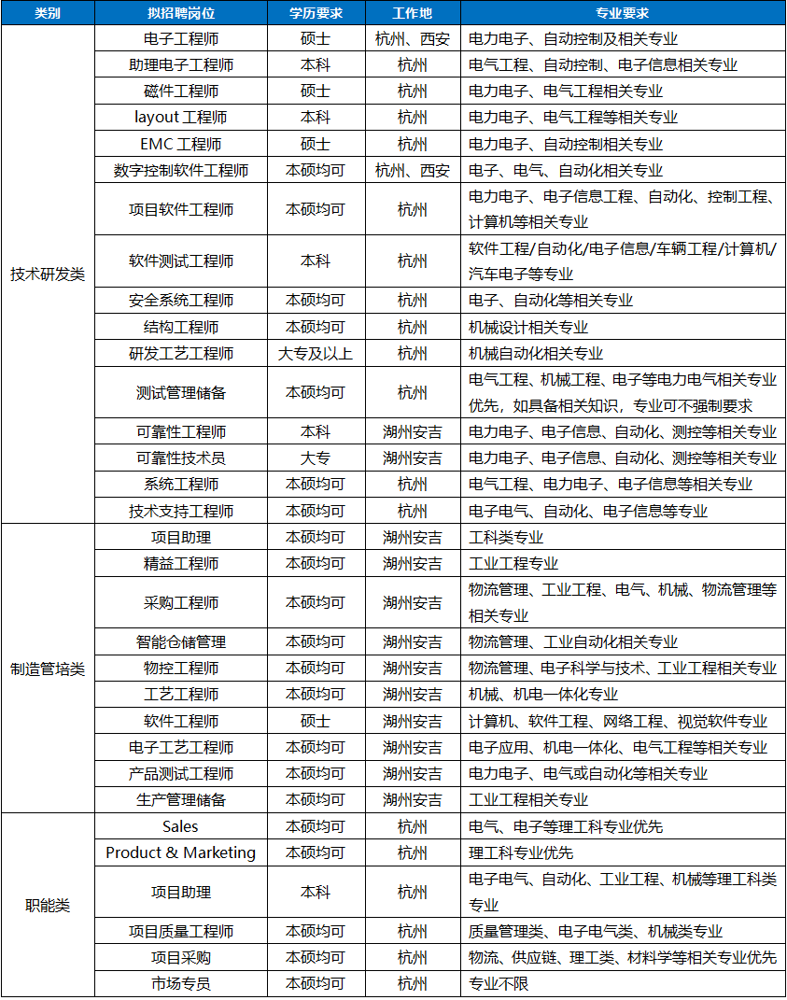 类别 拟招聘岗位 学历要求 工作地 专业要求
技术研发类
电子工程师 硕士 杭州、西安 电力电子、自动控制及相关专业
助理电子工程师 本科 杭州 电气工程、自动控制、电子信息相关专业
磁件工程师 硕士 杭州 电力电子、电气工程相关专业
layout工程师 本科 杭州 电力电子、电气工程等相关专业
EMC工程师 硕士 杭州 电力电子、自动控制相关专业
数字控制软件工程师 本硕均可 杭州、西安 电子、电气、自动化相关专业
项目软件工程师 本硕均可 杭州 电力电子、电子信息工程、自动化、控制工程、
计算机等相关专业
软件测试工程师 本科 杭州 软件工程/自动化/电子信息/车辆工程/计算机/
汽车电子等专业
安全系统工程师 本硕均可 杭州 电子、自动化等相关专业
结构工程师 本硕均可 杭州 机械设计相关专业
研发工艺工程师 大专及以上 杭州 机械自动化相关专业
测试管理储备 本硕均可 杭州 电气工程、机械工程、电子等电力电气相关专业
优先，如具备相关知识，专业可不强制要求
可靠性工程师 本科 湖州安吉 电力电子、电子信息、自动化、测控等相关专业
可靠性技术员 大专 湖州安吉 电力电子、电子信息、自动化、测控等相关专业
系统工程师 本硕均可 杭州 电气工程、电力电子、电子信息等相关专业
技术支持工程师 本硕均可 杭州 电子电气、自动化、电子信息等专业
制造管培类
项目助理 本硕均可 湖州安吉 工科类专业
精益工程师 本硕均可 湖州安吉 工业工程专业
采购工程师 本硕均可 湖州安吉 物流管理、工业工程、电气、机械、物流管理等
相关专业
智能仓储管理 本硕均可 湖州安吉 物流管理、工业自动化相关专业
物控工程师 本硕均可 湖州安吉 物流管理、电子科学与技术、工业工程相关专业
工艺工程师 本硕均可 湖州安吉 机械、机电一体化专业
软件工程师 硕士 湖州安吉 计算机、软件工程、网络工程、视觉软件专业
电子工艺工程师 本硕均可 湖州安吉 电子应用、机电一体化、电气工程等相关专业
产品测试工程师 本硕均可 湖州安吉 电力电子、电气或自动化等相关专业
生产管理储备 本硕均可 湖州安吉 工业工程相关专业
职能类
Sales 本硕均可 杭州 电气、电子等理工科专业优先
Product & Marketing 本硕均可 杭州 理工科专业优先
项目助理 本科 杭州 电子电气、自动化、工业工程、机械等理工科类
专业
项目质量工程师 本硕均可 杭州 质量管理类、电子电气类、机械类专业
项目采购 本硕均可 杭州 物流、供应链、理工类、材料学等相关专业优先
市场专员 本硕均可 杭州 专业不限